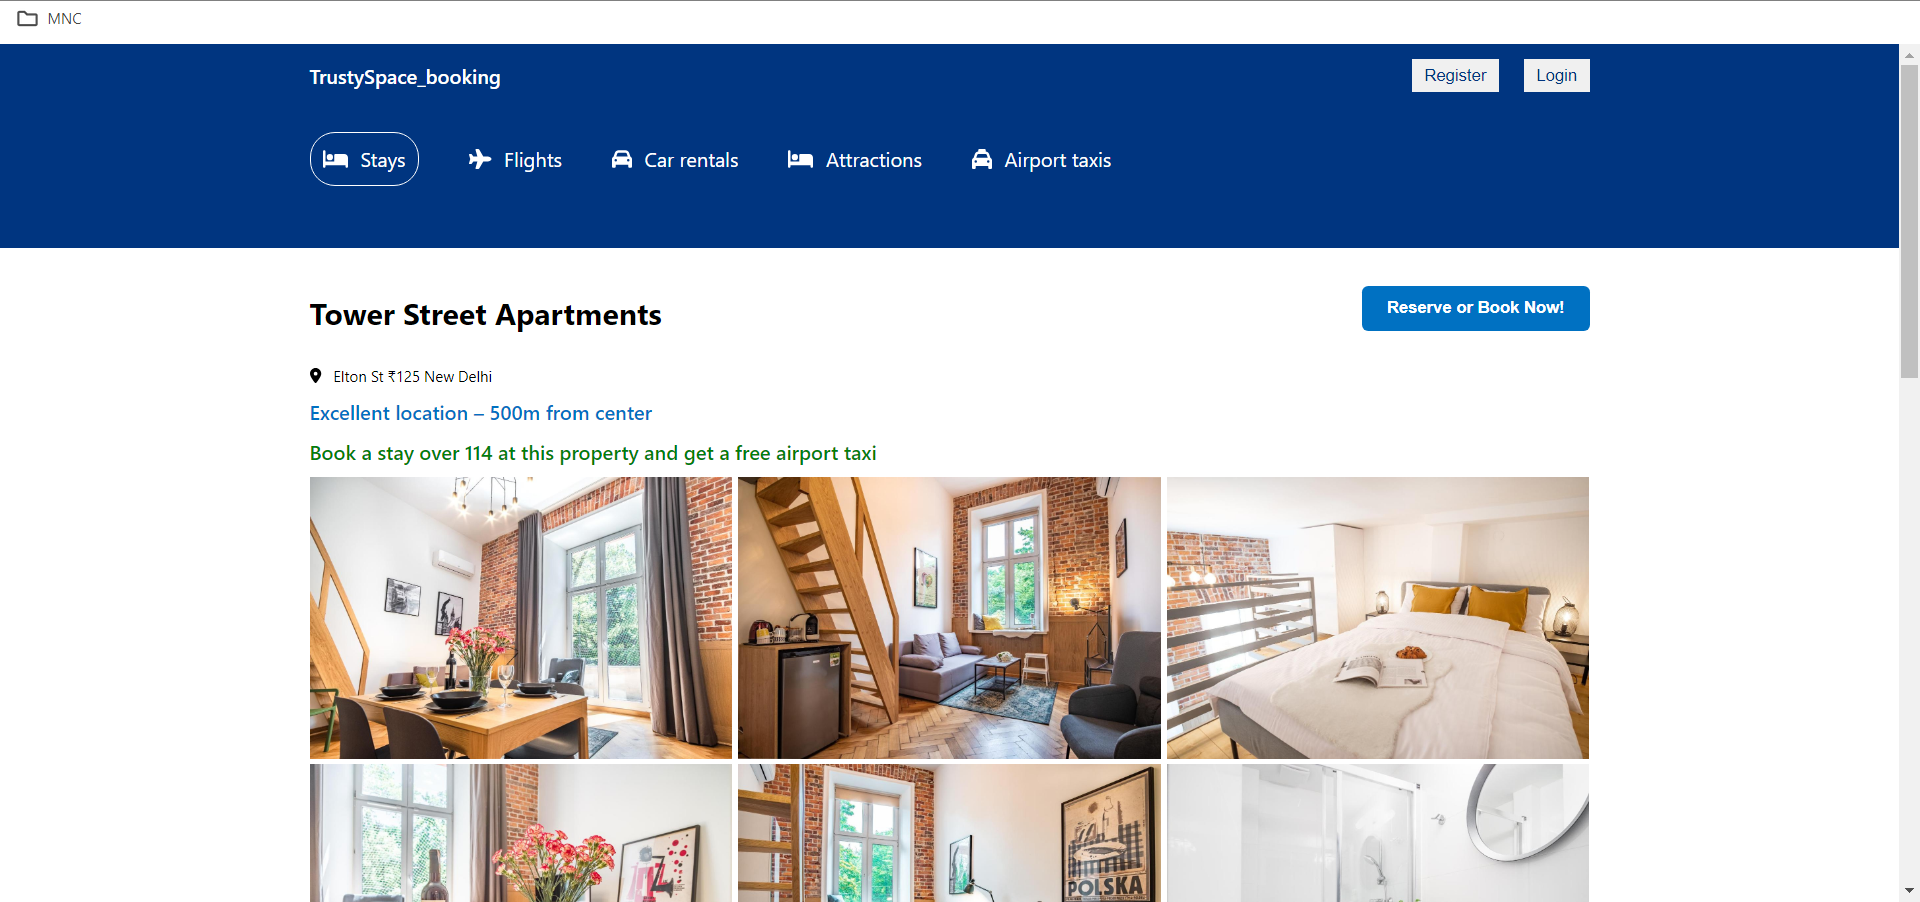 MNC
TrustySpace_booking
Register
Login
Stays
Flights
Car rentals
Attractions
Airport taxis
Tower Street Apartments
Reserve or Book Now!
Elton St ₹125 New Delhi
Excellent location – 500m from center
Book a stay over 114 at this property and get a free airport taxi
POLSKA